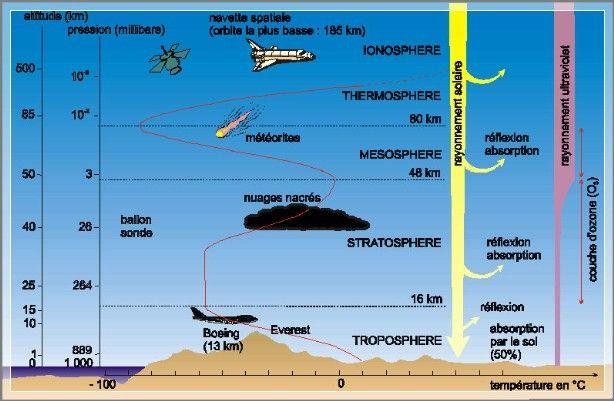 altitude (km)
pression (millibars)
navette spatiale
(orbite la plus basse : 185 km)
IONOSPHERE
500
10⁻⁸
THERMOSPHERE
85
10⁻³
80 km
météorites
MESOSPHERE
50
3
48 km
nuages nacrés
ballon
sonde
40
26
STRATOSPHERE
25
264
16 km
15
10
Boeing
(13 km)
Everest
TROPOSPHERE
1
0
889
1 000
- 100
0
température en °C
rayonnement solaire
rayonnement ultraviolet
réflexion
absorption
couche d'ozone (O₃)
réflexion
absorption
réflexion
absorption
par le sol
(50%)